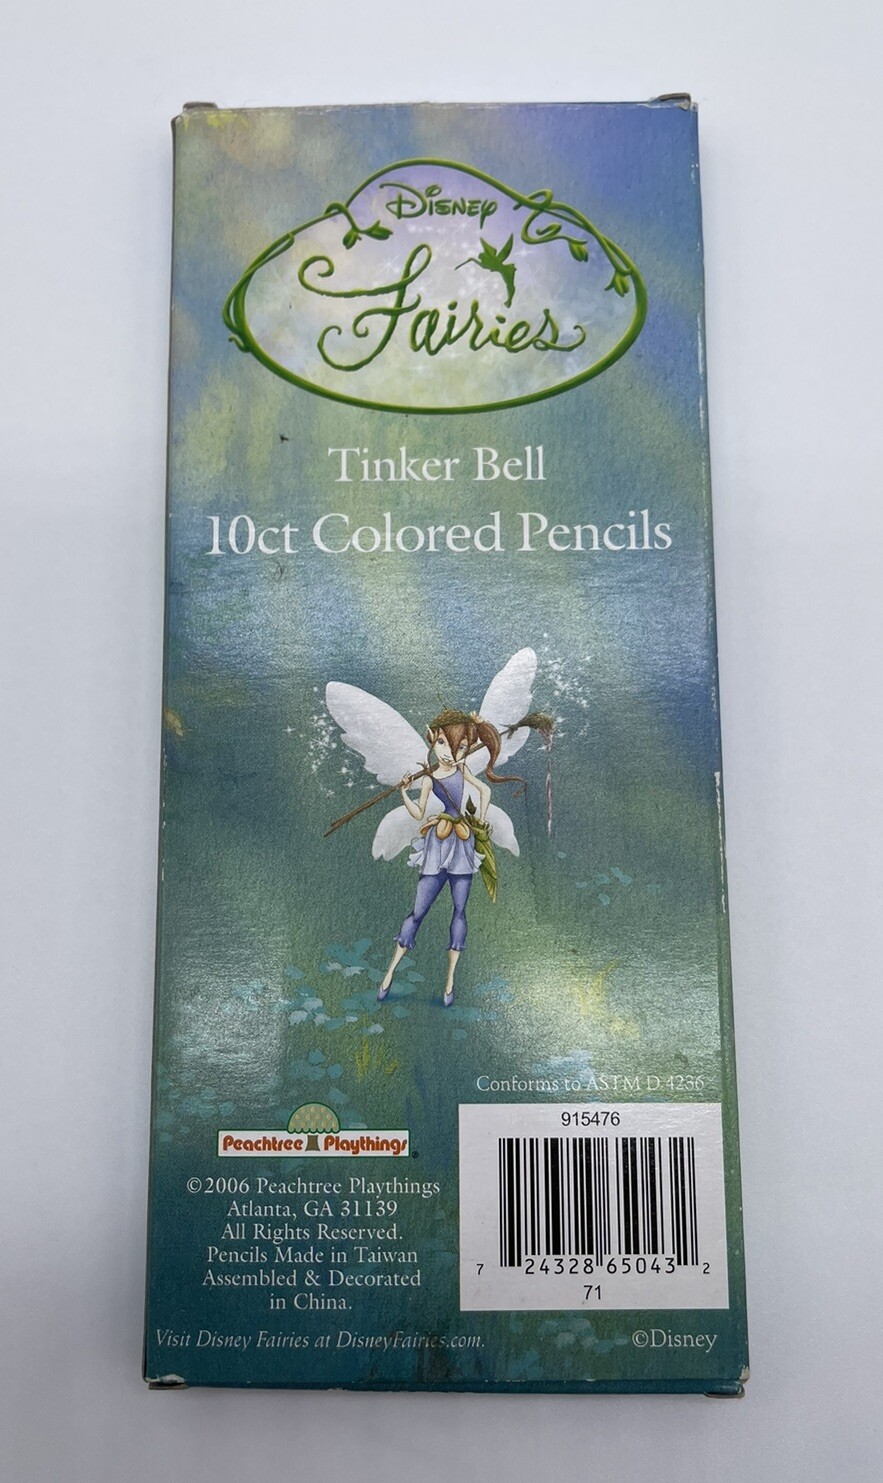 Disney
Fairies
Tinker Bell
10ct Colored Pencils
Conforms to ASTM D 4236
915476
7 24328 65043 2
71
Peachtree Playthings®
©2006 Peachtree Playthings
Atlanta, GA 31139
All Rights Reserved.
Pencils Made in Taiwan
Assembled & Decorated
in China.
Visit Disney Fairies at DisneyFairies.com.
©Disney